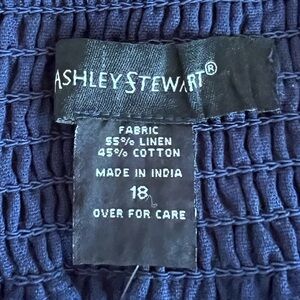 ASHLEY STEWART®
FABRIC
55% LINEN
45% COTTON
MADE IN INDIA
18
OVER FOR CARE